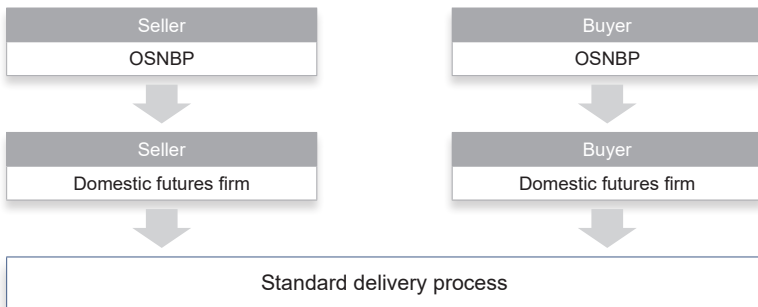 Seller
OSNBP
Buyer
OSNBP
Seller
Domestic futures firm
Buyer
Domestic futures firm
Standard delivery process